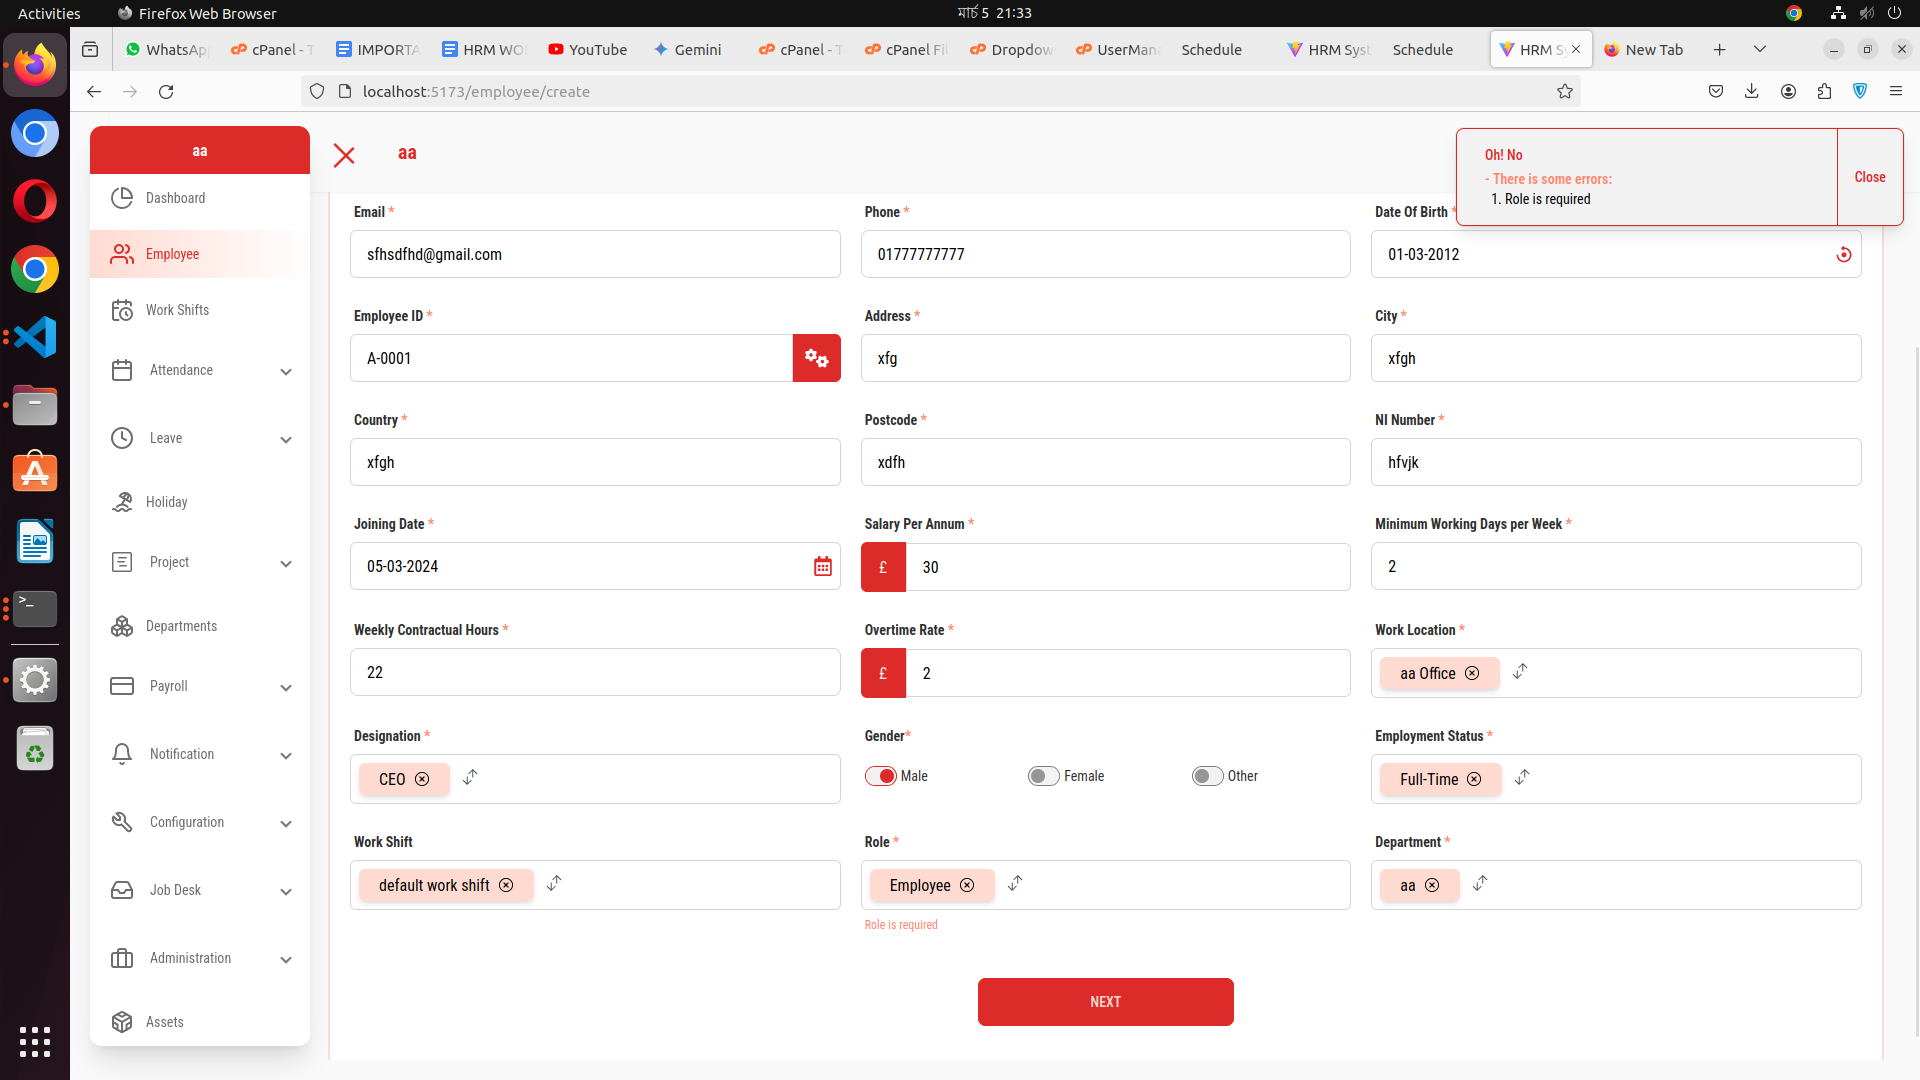 Activities
Firefox Web Browser
মার্চ 5 21:33
WhatsAp
cPanel - T
IMPORTA
HRM WO
YouTube
Gemini
cPanel - T
cPanel Fi
Dropdow
UserMan
Schedule
HRM Syst
Schedule
HRM S
New Tab
localhost:5173/employee/create
aa
Dashboard
Employee
Work Shifts
Attendance
Leave
Holiday
Project
Departments
Payroll
Notification
Configuration
Job Desk
Administration
Assets
aa
Oh! No
- There is some errors:
1. Role is required
Close
Email *
Phone *
Date Of Birth *
sfhsdfhd@gmail.com
01777777777
01-03-2012
Employee ID *
Address *
City *
A-0001
xfg
xfgh
Country *
Postcode *
NI Number *
xfgh
xdfh
hfvjk
Joining Date *
Salary Per Annum *
Minimum Working Days per Week *
05-03-2024
£ 30
2
Weekly Contractual Hours *
Overtime Rate *
Work Location *
22
£ 2
aa Office
Designation *
Gender*
Employment Status *
CEO
Male
Female
Other
Full-Time
Work Shift
Role *
Department *
default work shift
Employee
aa
Role is required
NEXT